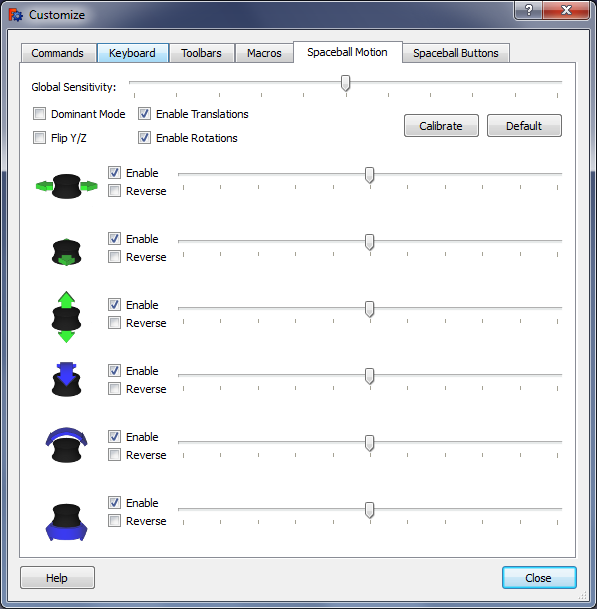 Customize
Commands Keyboard Toolbars Macros Spaceball Motion Spaceball Buttons
Global Sensitivity:
Dominant Mode Enable Translations
Flip Y/Z Enable Rotations
Calibrate Default
Enable
Reverse
Enable
Reverse
Enable
Reverse
Enable
Reverse
Enable
Reverse
Enable
Reverse
Help Close